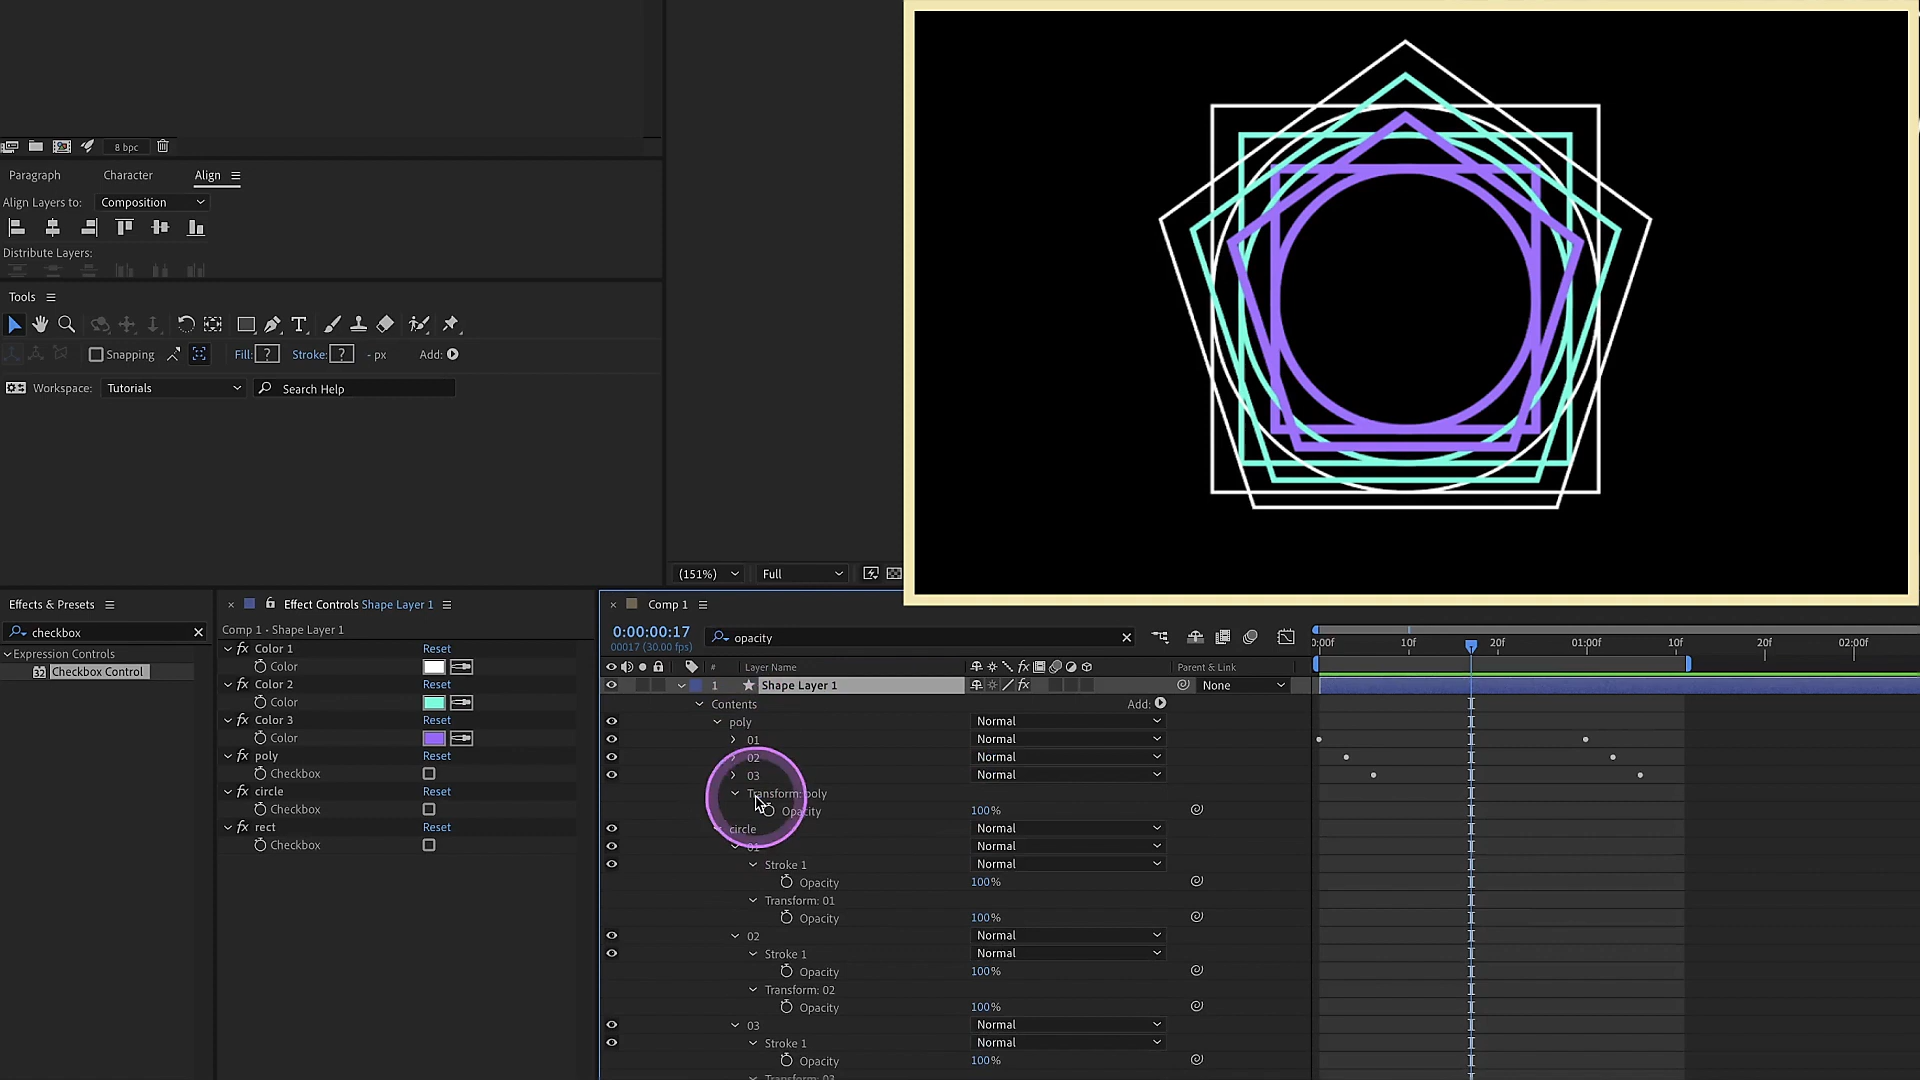 8 bpc
Paragraph
Character
Align
Align Layers to:
Composition
Distribute Layers:
Tools
Snapping
Fill:
?
Stroke:
?
- px
Add:
Workspace:
Tutorials
Search Help
(151%)
Full
Effects & Presets
checkbox
Expression Controls
Checkbox Control
Effect Controls Shape Layer 1
Comp 1 • Shape Layer 1
fx Color 1 Reset
Color
fx Color 2 Reset
Color
fx Color 3 Reset
Color
fx poly Reset
Checkbox
fx circle Reset
Checkbox
fx rect Reset
Checkbox
Comp 1
0:00:00:17
00017 (30.00 fps)
opacity
:00f 10f 20f 01:00f 10f 20f 02:00f
# Layer Name Parent & Link
1 Shape Layer 1 None
Contents Add:
poly Normal
01 Normal
02 Normal
03 Normal
Transform: poly
Opacity 100%
circle Normal
01 Normal
Stroke 1 Normal
Opacity 100%
Transform: 01
Opacity 100%
02 Normal
Stroke 1 Normal
Opacity 100%
Transform: 02
Opacity 100%
03 Normal
Stroke 1 Normal
Opacity 100%
Transform: 03